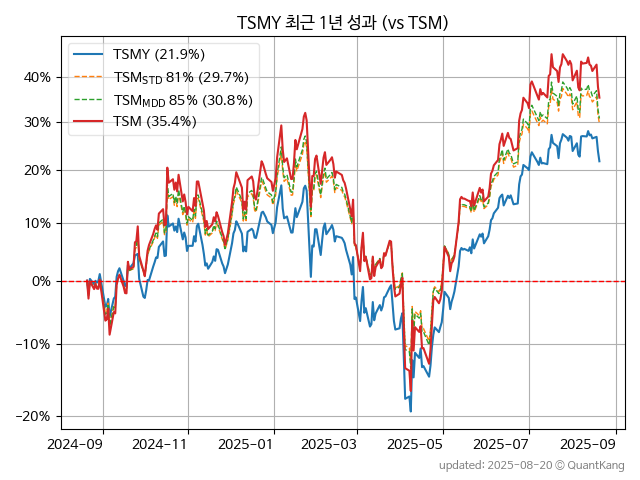 TSMY 최근 1년 성과 (vs TSM)
TSMY (21.9%)
TSM_STD 81% (29.7%)
TSM_MDD 85% (30.8%)
TSM (35.4%)
40%
30%
20%
10%
0%
−10%
−20%
2024−09
2024−11
2025−01
2025−03
2025−05
2025−07
2025−09
updated: 2025-08-20 © QuantKang